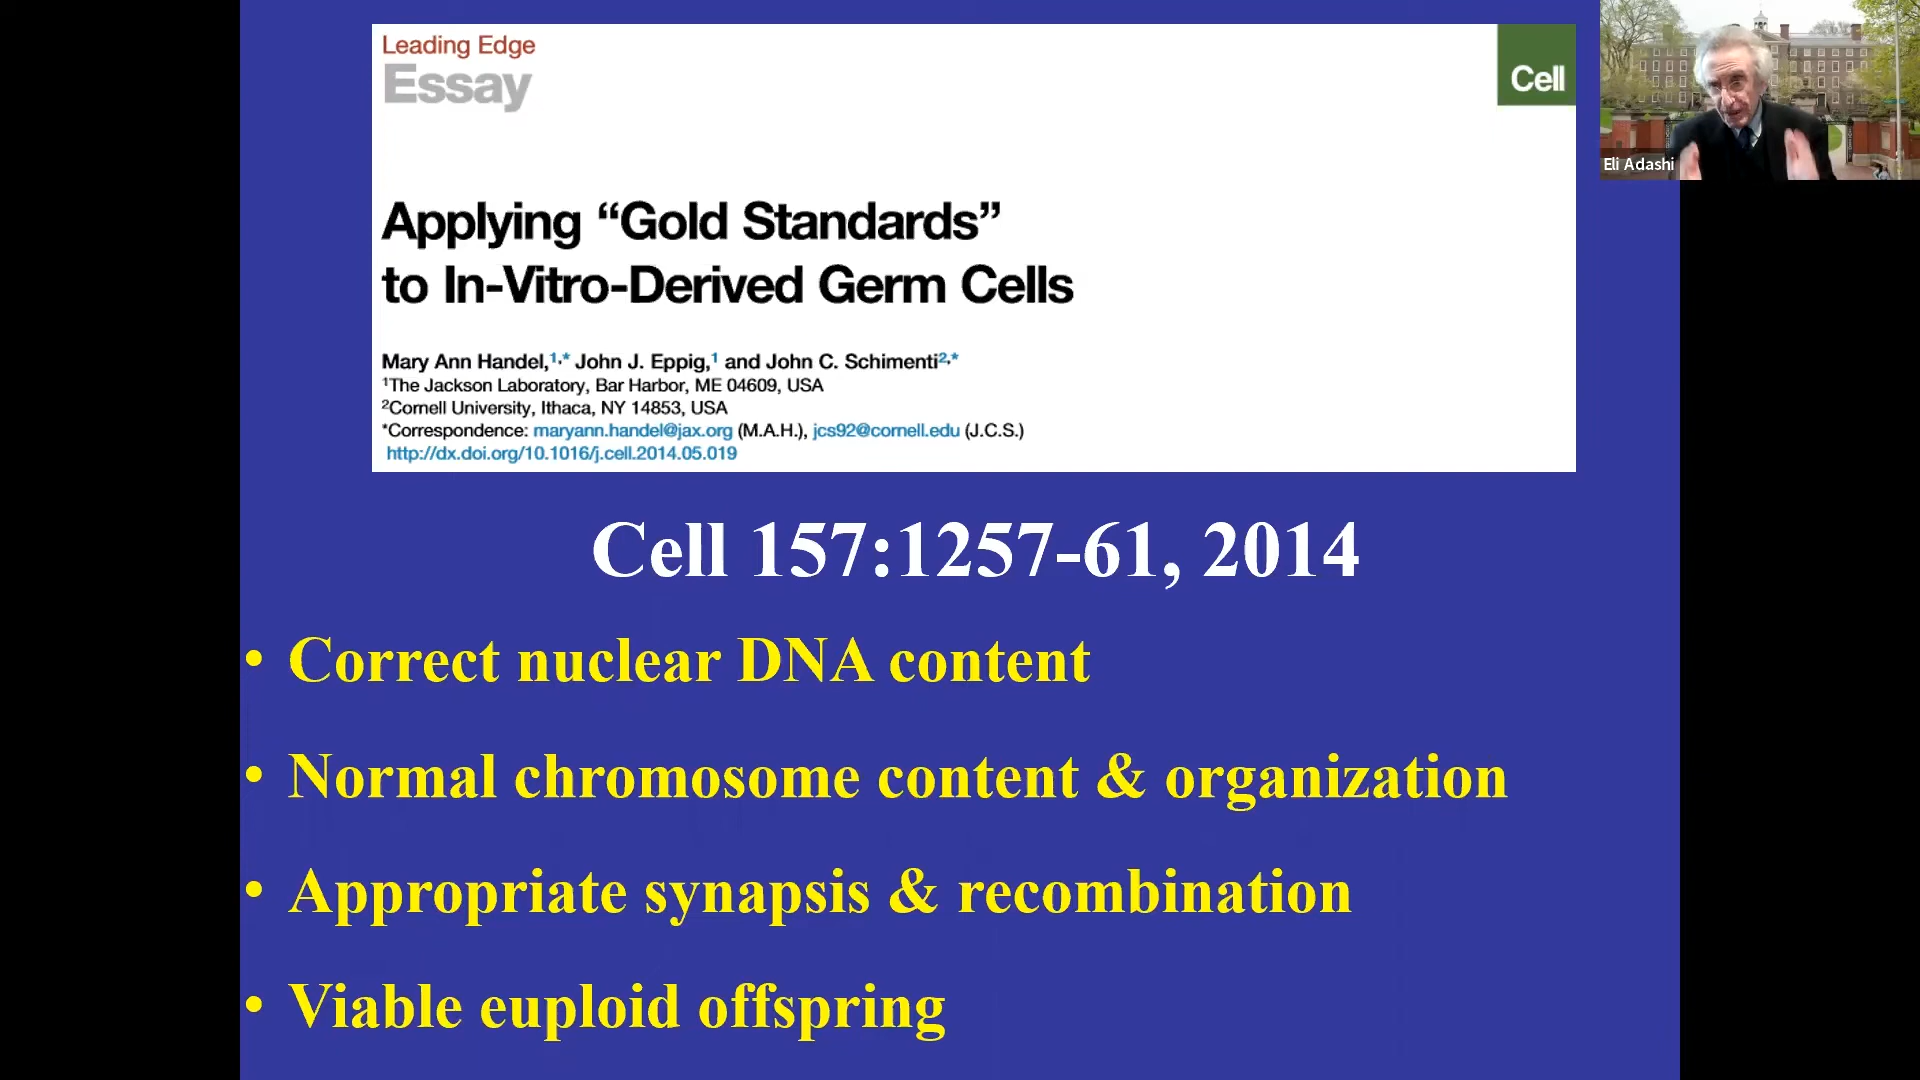 Leading Edge
Essay
Cell
Eli Adashi
Applying “Gold Standards”
to In-Vitro-Derived Germ Cells
Mary Ann Handel,1,* John J. Eppig,1 and John C. Schimenti2,*
1The Jackson Laboratory, Bar Harbor, ME 04609, USA
2Cornell University, Ithaca, NY 14853, USA
*Correspondence: maryann.handel@jax.org (M.A.H.), jcs92@cornell.edu (J.C.S.)
http://dx.doi.org/10.1016/j.cell.2014.05.019
Cell 157:1257-61, 2014
• Correct nuclear DNA content
• Normal chromosome content & organization
• Appropriate synapsis & recombination
• Viable euploid offspring